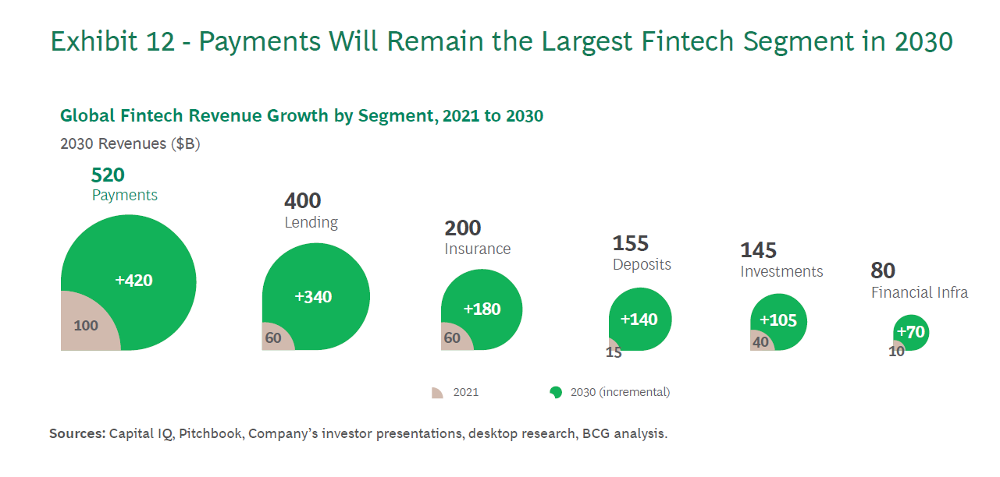 Exhibit 12 - Payments Will Remain the Largest Fintech Segment in 2030
Global Fintech Revenue Growth by Segment, 2021 to 2030
2030 Revenues ($B)
520
Payments
+420
100
400
Lending
+340
60
200
Insurance
+180
60
155
Deposits
+140
15
145
Investments
+105
40
80
Financial Infra
+70
10
2021
2030 (incremental)
Sources: Capital IQ, Pitchbook, Company’s investor presentations, desktop research, BCG analysis.